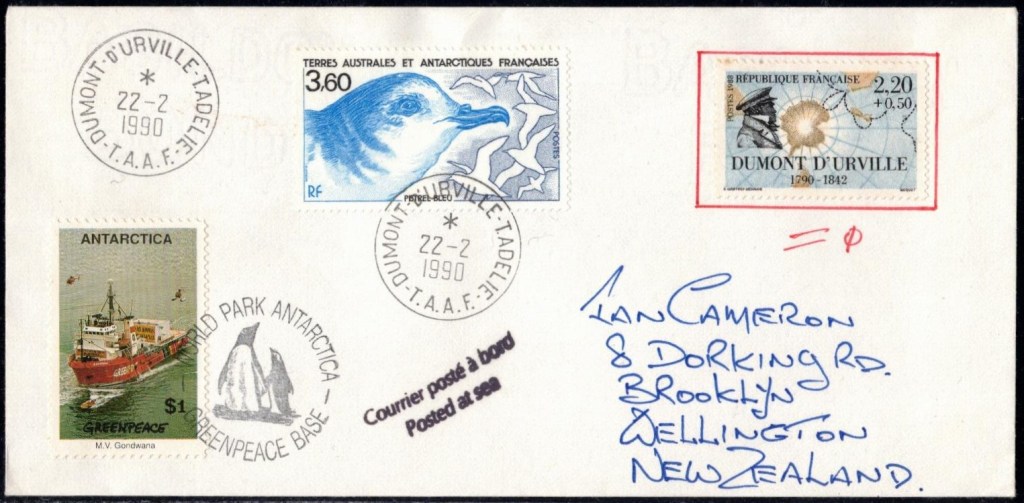 DUMONT-D'URVILLE-T.ADELIE
*
22-2
1990
-T.A.A.F.-
TERRES AUSTRALES ET ANTARCTIQUES FRANÇAISES
3,60
POSTES
RF
PETREL BLEU
POSTES 1988
RÉPUBLIQUE FRANÇAISE
2,20
+0,50
DUMONT D'URVILLE
1790-1842
DUMONT-D'URVILLE-T.ADELIE
*
22-2
1990
-T.A.A.F.-
= ϕ
ANTARCTICA
$1
GREENPEACE
M.V. Gondwana
WORLD PARK ANTARCTICA
GREENPEACE BASE -
Courrier posté à bord
Posted at sea
IAN CAMERON
8 DORKING RD.
BROOKLYN
WELLINGTON
NEW ZEALAND.